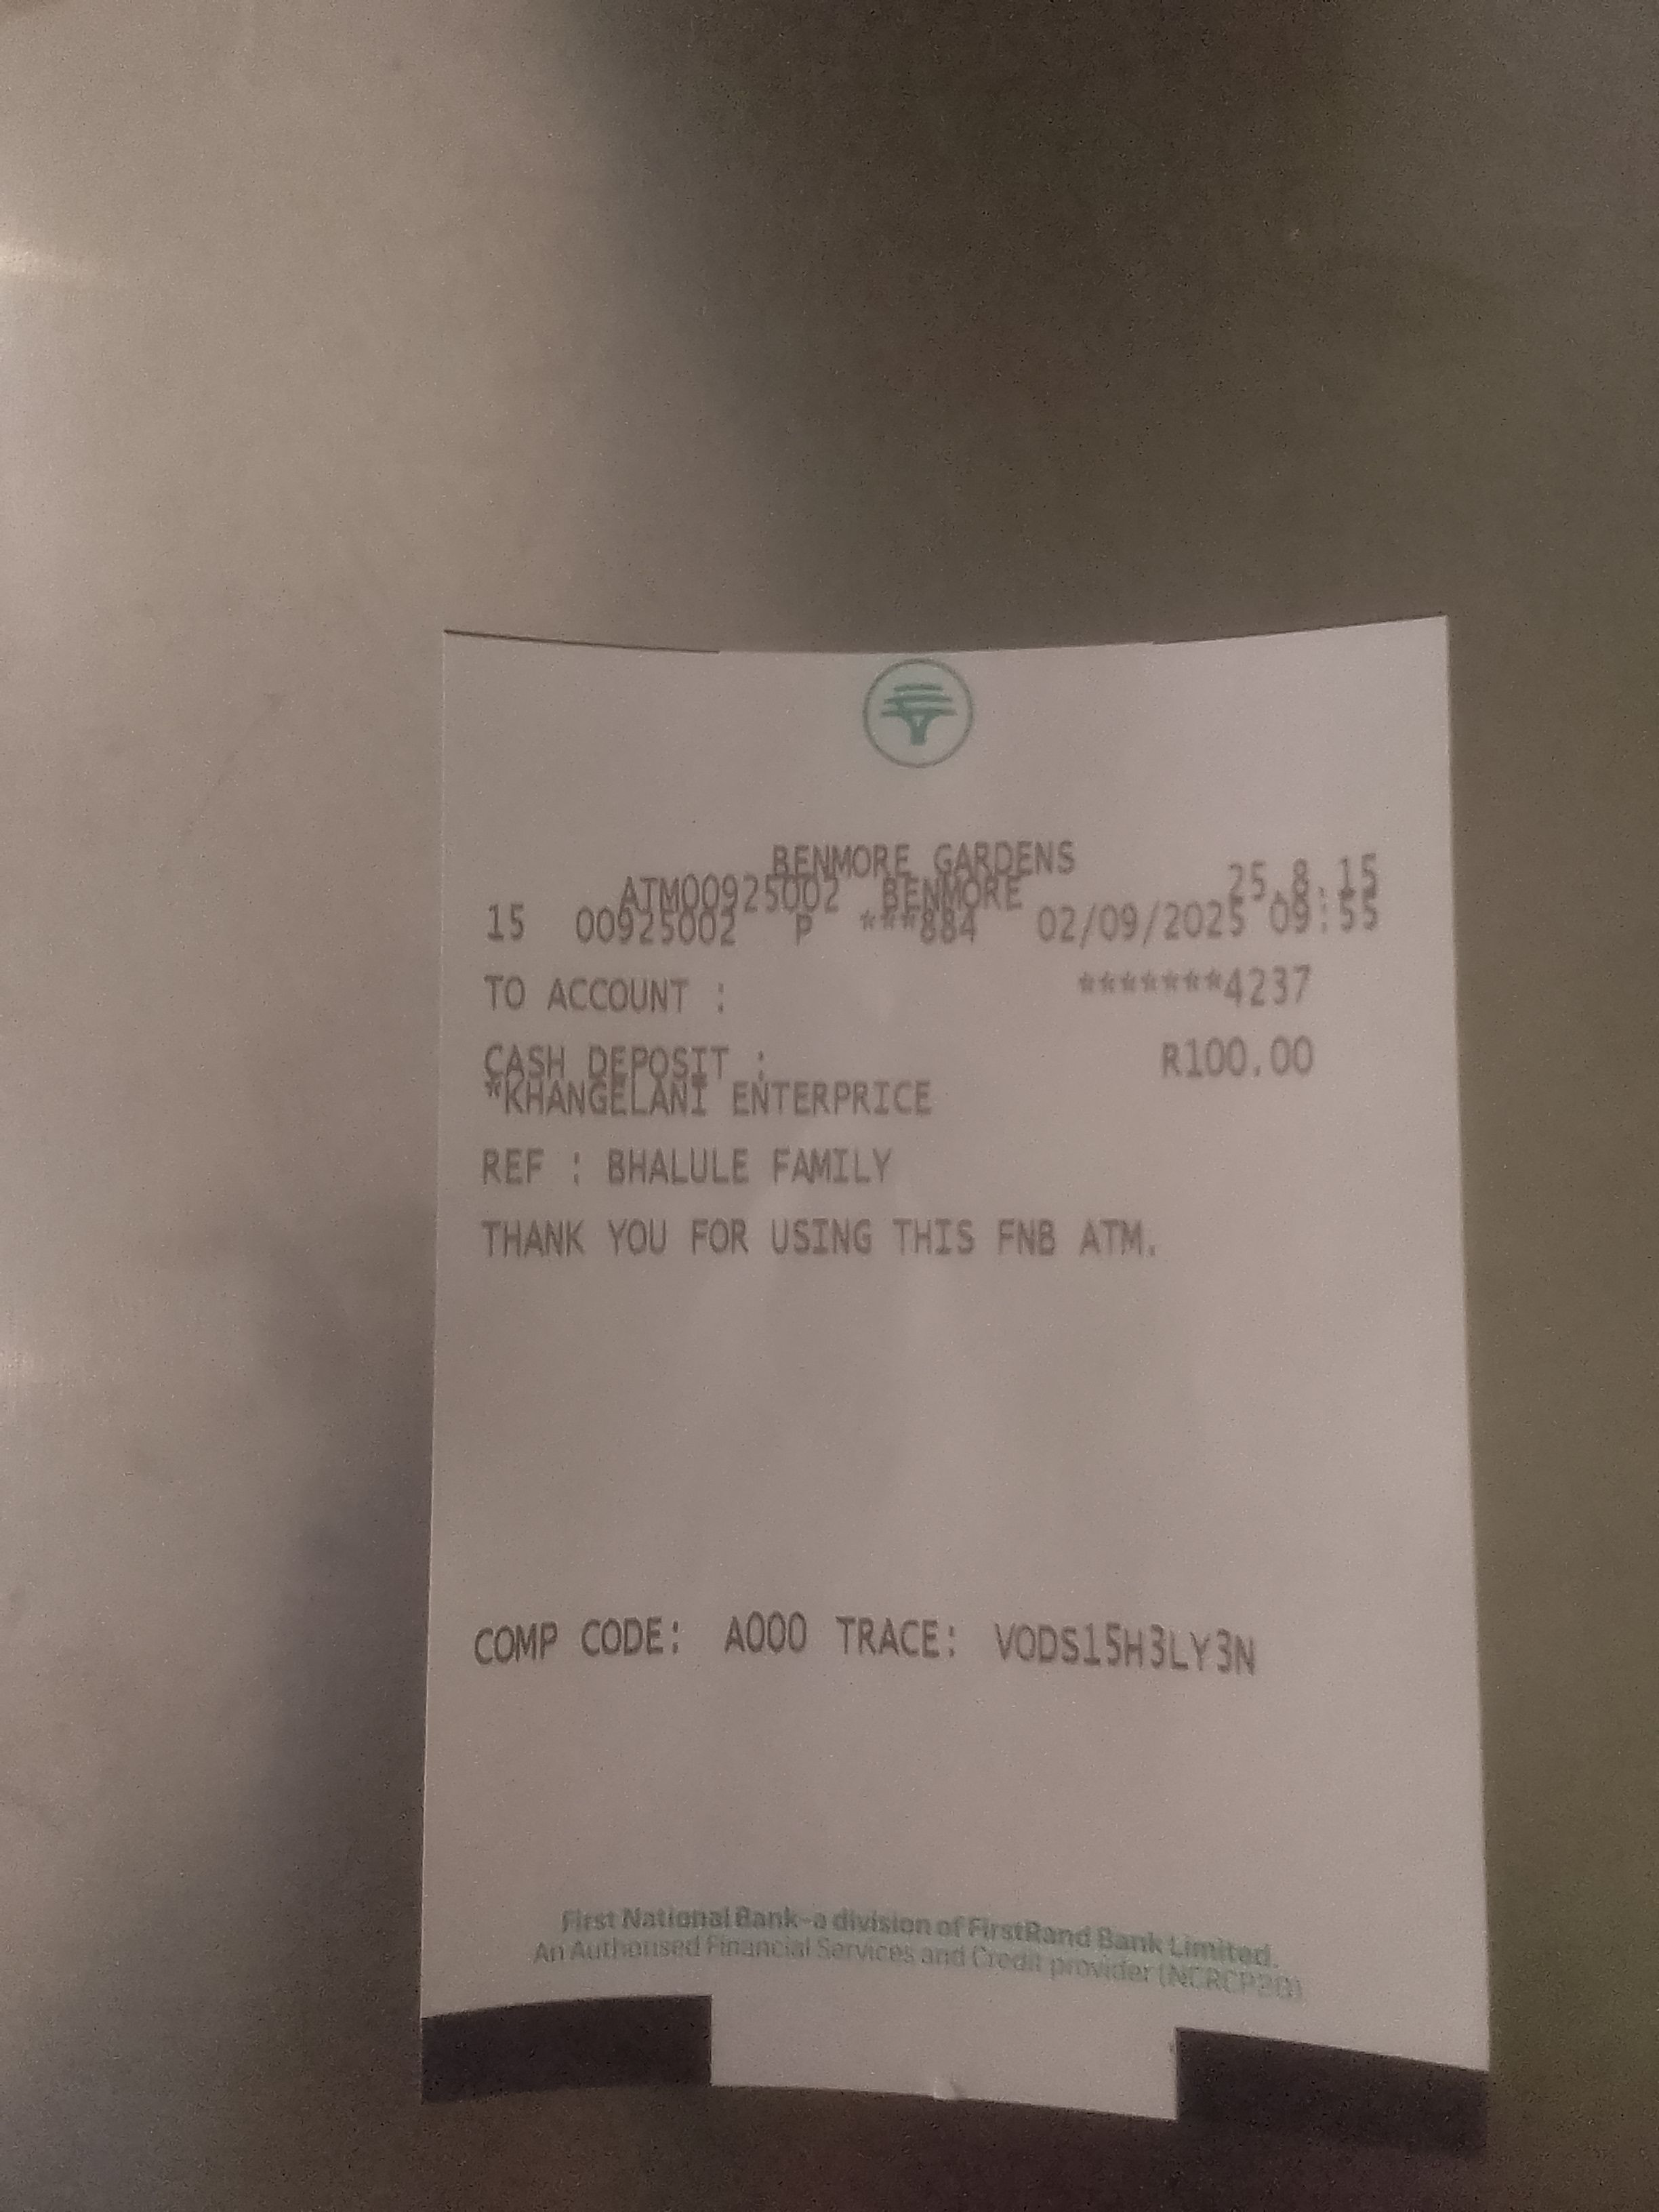 BENMORE GARDENS
ATM00925002 BENMORE 25.8.15
15 00925002 P ***884 02/09/2025 09:55
TO ACCOUNT : *******4237
CASH DEPOSIT : R100.00
*KHANGELANI ENTERPRICE
REF : BHALULE FAMILY
THANK YOU FOR USING THIS FNB ATM.
COMP CODE: A000 TRACE: VODS15H3LY3N
First National Bank-a division of FirstRand Bank Limited.
An Authorised Financial Services and Credit provider (NCRCP20)